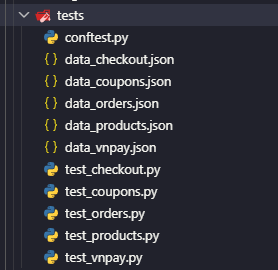 tests
conftest.py
{} data_checkout.json
{} data_coupons.json
{} data_orders.json
{} data_products.json
{} data_vnpay.json
test_checkout.py
test_coupons.py
test_orders.py
test_products.py
test_vnpay.py